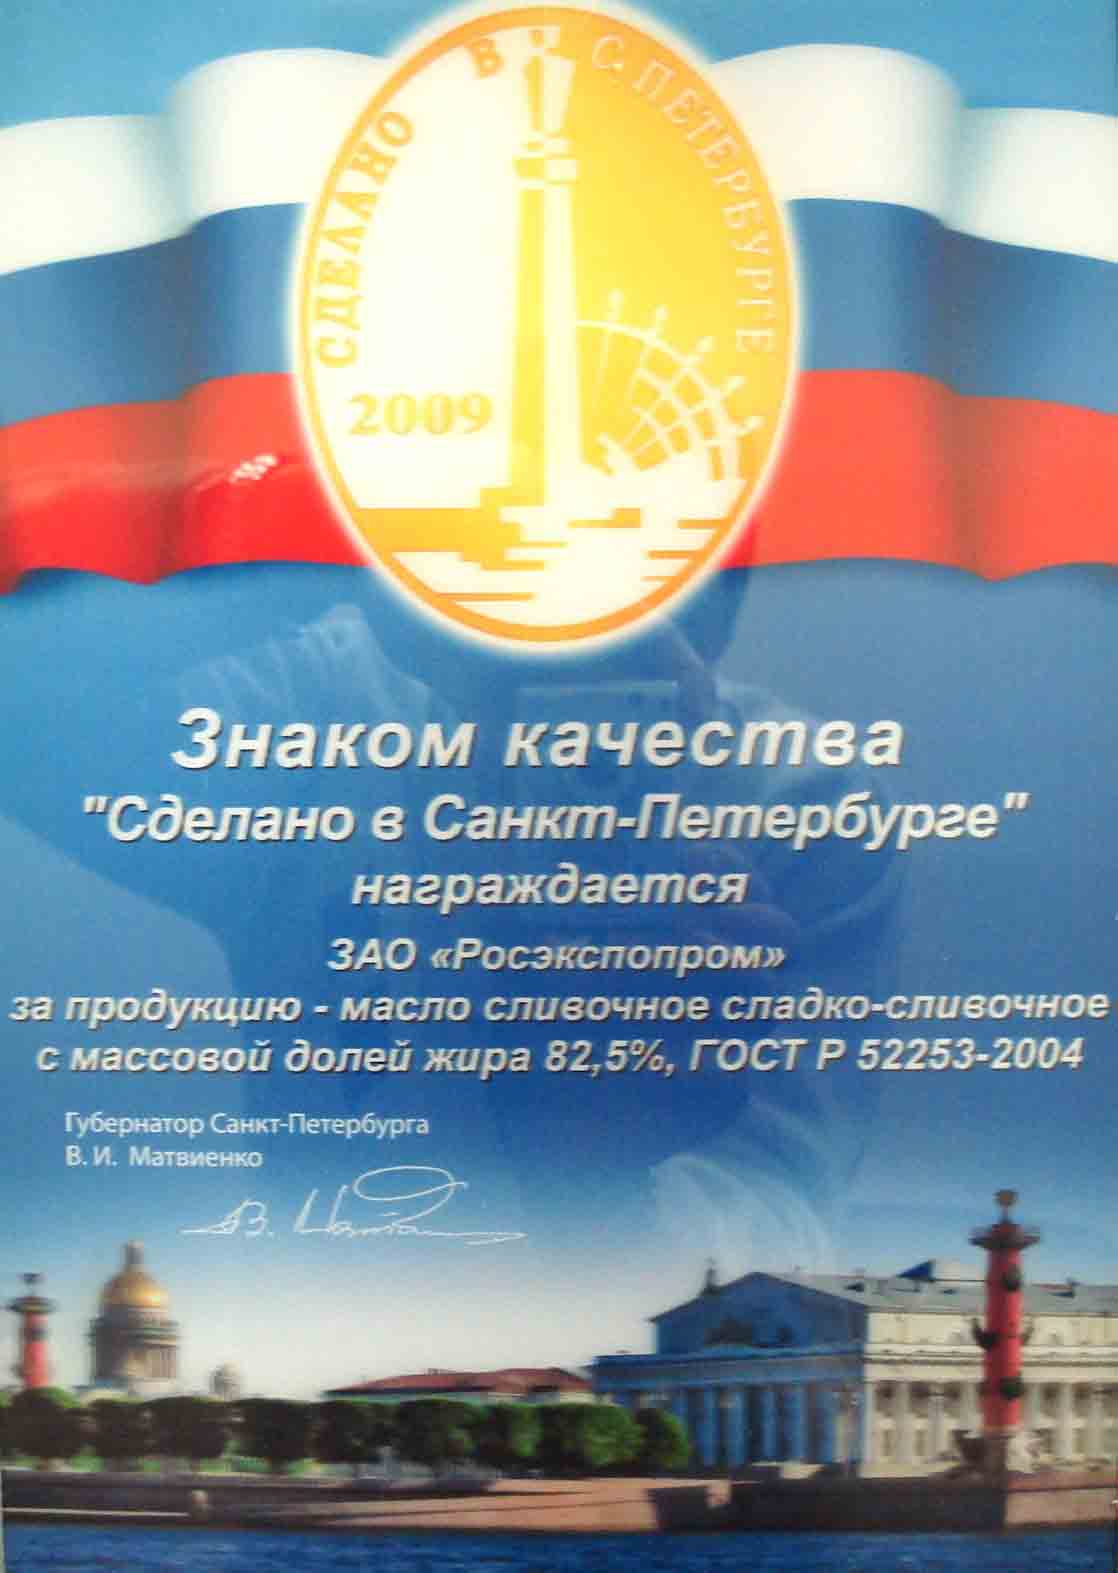 СДЕЛАНО В С. ПЕТЕРБУРГЕ
2009
Знаком качества
"Сделано в Санкт-Петербурге"
награждается
ЗАО «Росэкспопром»
за продукцию - масло сливочное сладко-сливочное
с массовой долей жира 82,5%, ГОСТ Р 52253-2004
Губернатор Санкт-Петербурга
В. И. Матвиенко